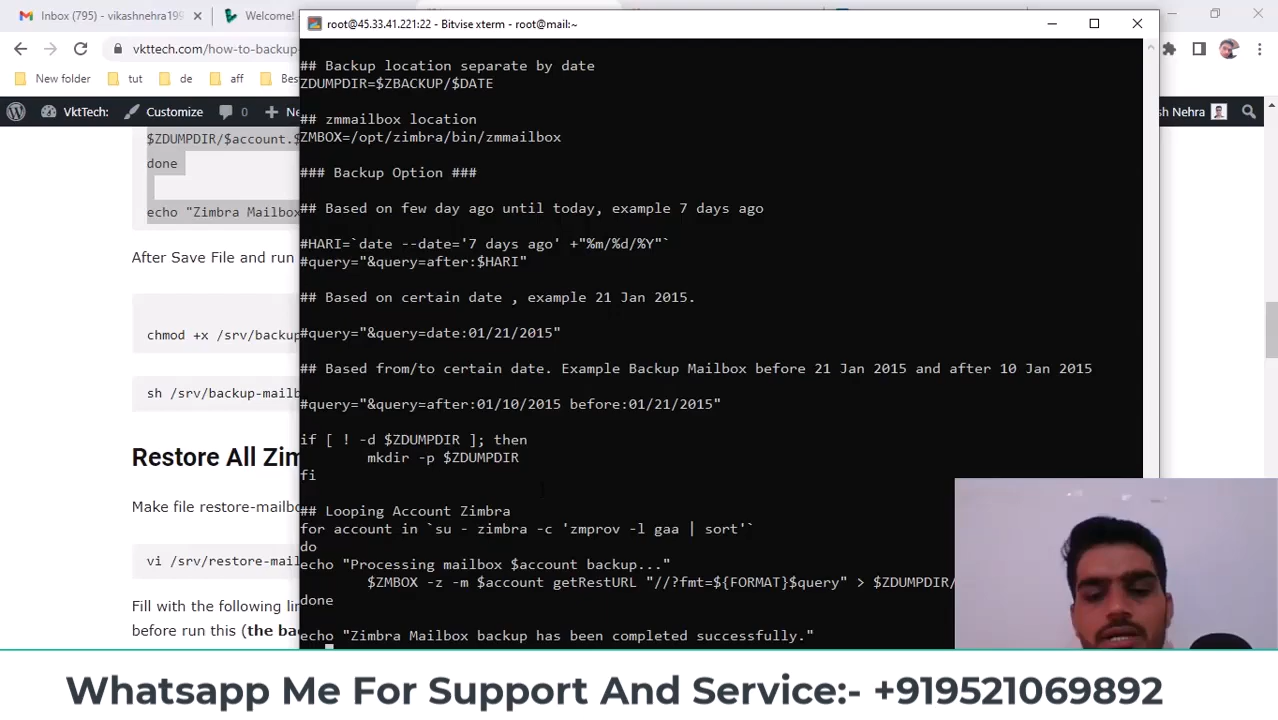 Inbox (795) - vikashnehra199
Welcome!
root@45.33.41.221:22 - Bitvise xterm - root@mail:~
vkttech.com/how-to-backup-
New folder
tut
de
aff
Bes
VktTech:
Customize
0
Ne
sh Nehra
$ZDUMPDIR/$account.$
done
echo "Zimbra Mailbox
After Save File and run
chmod +x /srv/backup
sh /srv/backup-mailb
Restore All Zim
Make file restore-mailbo
vi /srv/restore-mail
Fill with the following lin
before run this (the bac
## Backup location separate by date
ZDUMPDIR=$ZBACKUP/$DATE
## zmmailbox location
ZMBOX=/opt/zimbra/bin/zmmailbox
### Backup Option ###
## Based on few day ago until today, example 7 days ago
#HARI=`date --date='7 days ago' +"%m/%d/%Y"`
#query="&query=after:$HARI"
## Based on certain date , example 21 Jan 2015.
#query="&query=date:01/21/2015"
## Based from/to certain date. Example Backup Mailbox before 21 Jan 2015 and after 10 Jan 2015
#query="&query=after:01/10/2015 before:01/21/2015"
if [ ! -d $ZDUMPDIR ]; then
mkdir -p $ZDUMPDIR
fi
## Looping Account Zimbra
for account in `su - zimbra -c 'zmprov -l gaa | sort'`
do
echo "Processing mailbox $account backup..."
$ZMBOX -z -m $account getRestURL "//?fmt=${FORMAT}$query" > $ZDUMPDIR/
done
echo "Zimbra Mailbox backup has been completed successfully."
Whatsapp Me For Support And Service:- +919521069892